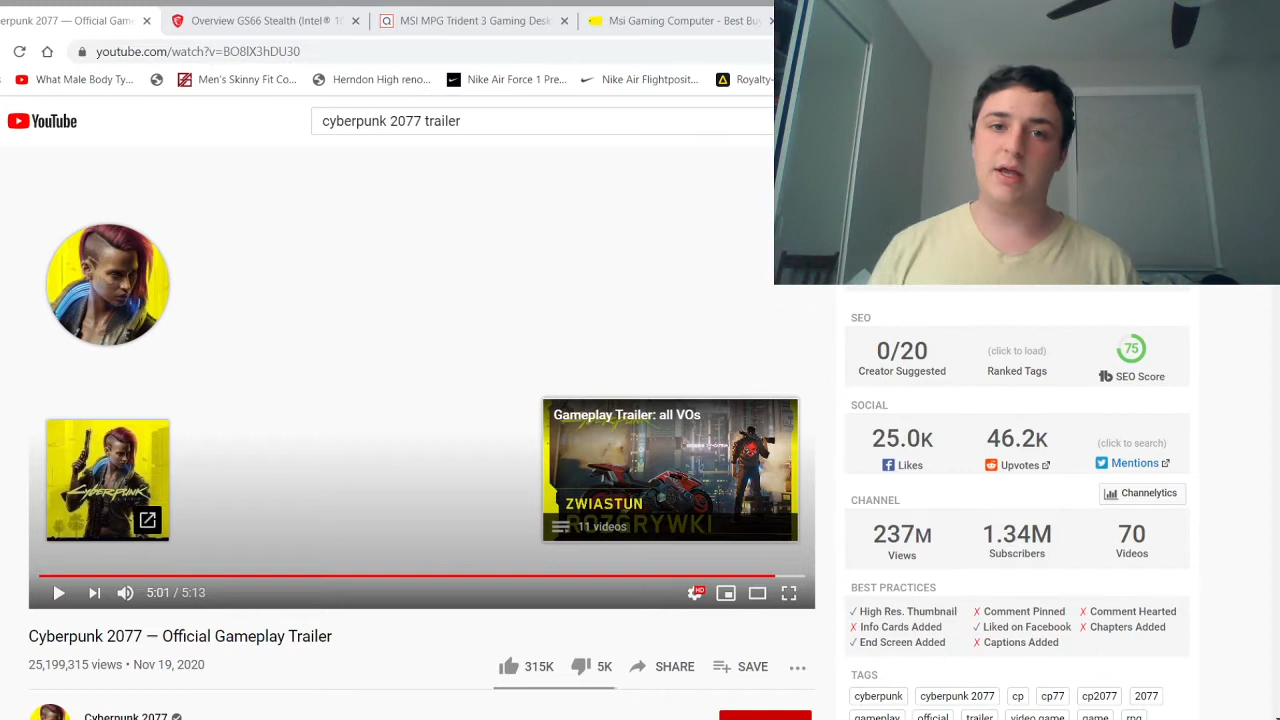 erpunk 2077 — Official Game
Overview GS66 Stealth (Intel® 10
MSI MPG Trident 3 Gaming Desk
Msi Gaming Computer - Best Buy
youtube.com/watch?v=BO8lX3hDU30
What Male Body Ty...
Men's Skinny Fit Co...
Herndon High reno...
Nike Air Force 1 Pre...
Nike Air Flightposit...
Royalty-
YouTube
cyberpunk 2077 trailer
SEO
0/20
Creator Suggested
(click to load)
Ranked Tags
75
tb SEO Score
SOCIAL
25.0K
Likes
46.2K
Upvotes
(click to search)
Mentions
Channelytics
CHANNEL
237M
Views
1.34M
Subscribers
70
Videos
BEST PRACTICES
✓ High Res. Thumbnail
✗ Comment Pinned
✗ Comment Hearted
✗ Info Cards Added
✓ Liked on Facebook
✗ Chapters Added
✓ End Screen Added
✗ Captions Added
TAGS
cyberpunk
cyberpunk 2077
cp
cp77
cp2077
2077
gameplay
official
trailer
video game
game
rpg
CYBERPUNK
Gameplay Trailer: all VOs
ZWIASTUN
ROZGRYWKI
11 videos
5:01 / 5:13
HD
Cyberpunk 2077 — Official Gameplay Trailer
25,199,315 views • Nov 19, 2020
315K
5K
SHARE
SAVE
Cyberpunk 2077